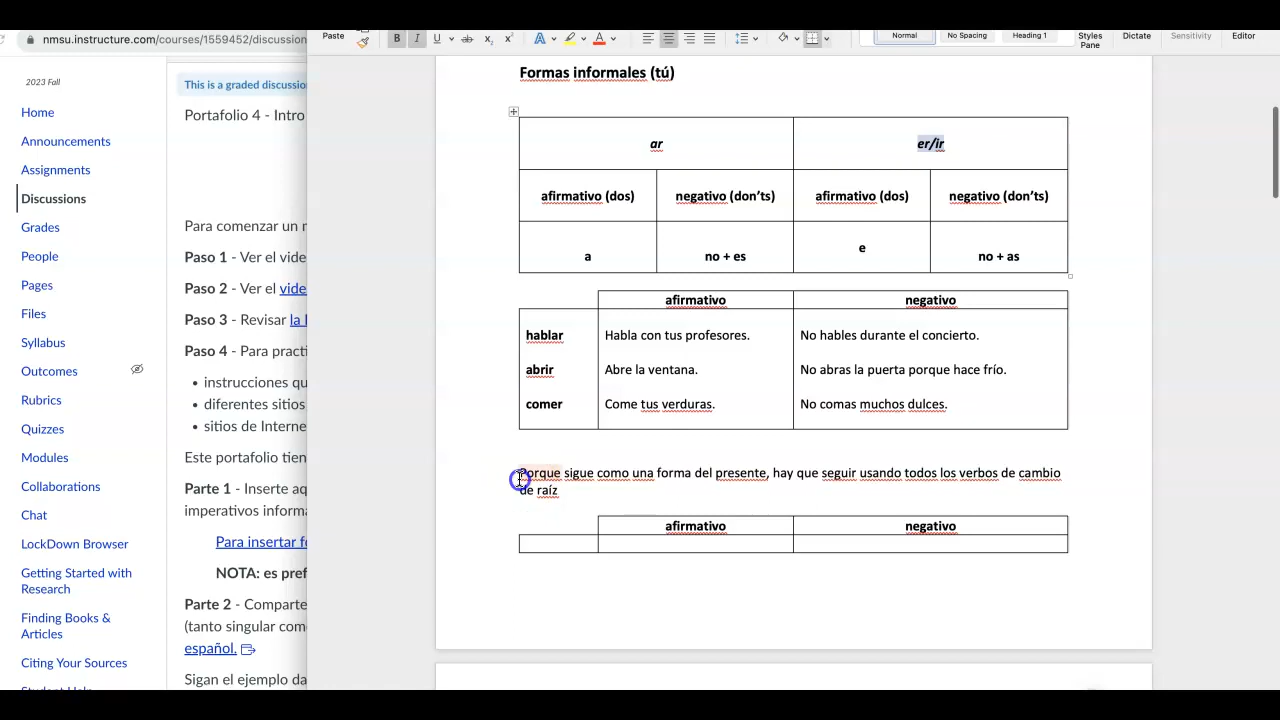 nmsu.instructure.com/courses/1559452/discussion
Paste
B I U ab x₂ x² A A
Normal
No Spacing
Heading 1
Styles
Pane
Dictate
Sensitivity
Editor
2023 Fall
Home
Announcements
Assignments
Discussions
Grades
People
Pages
Files
Syllabus
Outcomes
Rubrics
Quizzes
Modules
Collaborations
Chat
LockDown Browser
Getting Started with
Research
Finding Books &
Articles
Citing Your Sources
This is a graded discussio
Portafolio 4 - Intro
Para comenzar un
Paso 1 - Ver el vide
Paso 2 - Ver el vide
Paso 3 - Revisar la
Paso 4 - Para practi
• instrucciones qu
• diferentes sitios
• sitios de Interne
Este portafolio tien
Parte 1 - Inserte aq
imperativos informa
Para insertar fo
NOTA: es pref
Parte 2 - Comparte
(tanto singular com
español.
Sigan el ejemplo da
Formas informales (tú)
ar er/ir
afirmativo (dos) negativo (don'ts) afirmativo (dos) negativo (don'ts)
a no + es e no + as
afirmativo negativo
hablar Habla con tus profesores. No hables durante el concierto.
abrir Abre la ventana. No abras la puerta porque hace frío.
comer Come tus verduras. No comas muchos dulces.
Porque sigue como una forma del presente, hay que seguir usando todos los verbos de cambio
de raíz
afirmativo negativo